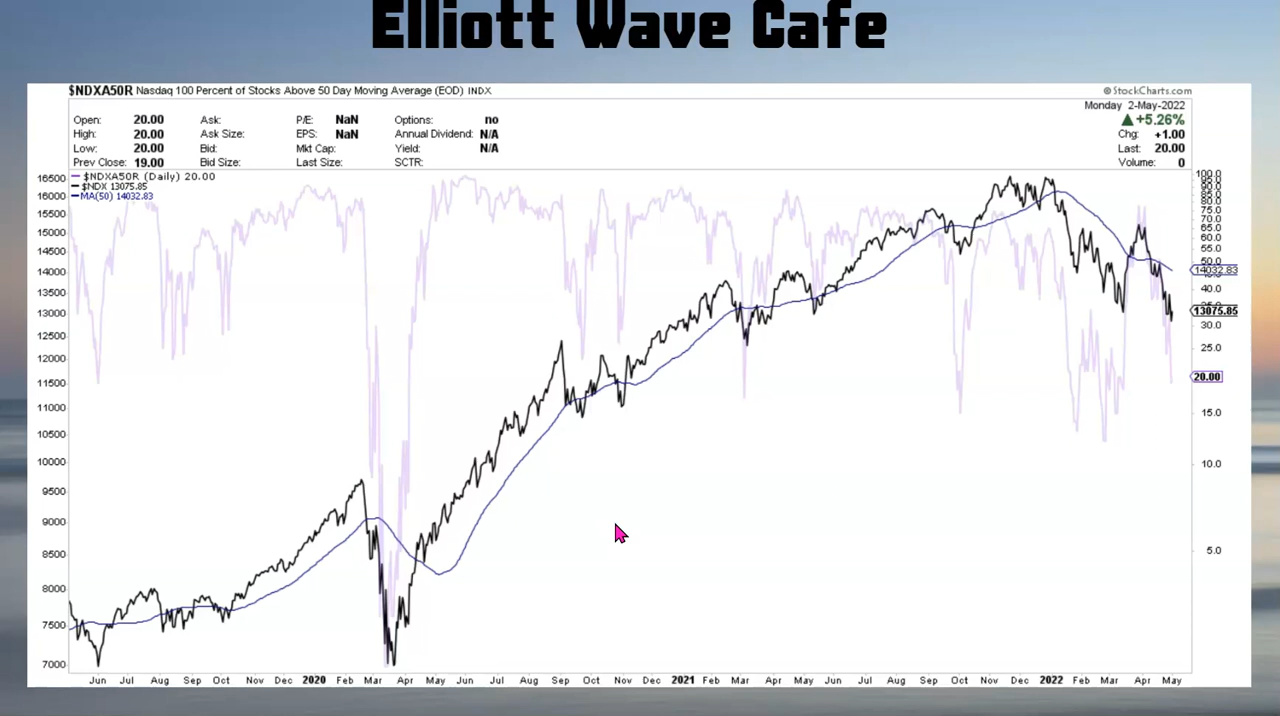 Elliott Wave Cafe
$NDXA50R Nasdaq 100 Percent of Stocks Above 50 Day Moving Average (EOD) INDX
© StockCharts.com
Monday 2-May-2022
Open: 20.00 Ask: P/E: NaN Options: no
▲ +5.26%
High: 20.00 Ask Size: EPS: NaN Annual Dividend: N/A
Chg: +1.00
Low: 20.00 Bid: Mkt Cap: Yield: N/A
Last: 20.00
Prev Close: 19.00 Bid Size: Last Size: SCTR:
Volume: 0
$NDXA50R (Daily) 20.00
$NDX 13075.85
MA(50) 14032.83
16500
16000
15500
15000
14500
14000
13500
13000
12500
12000
11500
11000
10500
10000
9500
9000
8500
8000
7500
7000
100.0
90.0
80.0
75.0
70.0
65.0
60.0
55.0
50.0
14032.83
40.0
13075.85
30.0
25.0
20.00
15.0
10.0
5.0
Jun Jul Aug Sep Oct Nov Dec 2020 Feb Mar Apr May Jun Jul Aug Sep Oct Nov Dec 2021 Feb Mar Apr May Jun Jul Aug Sep Oct Nov Dec 2022 Feb Mar Apr May